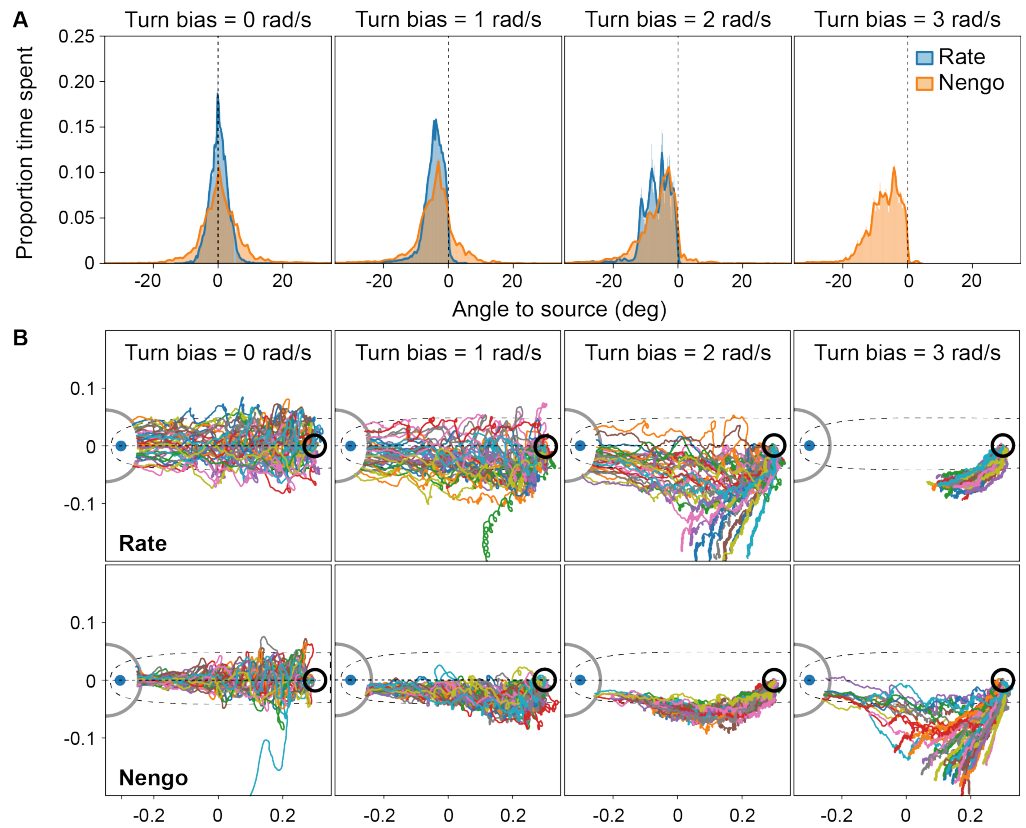 A
Turn bias = 0 rad/s Turn bias = 1 rad/s Turn bias = 2 rad/s Turn bias = 3 rad/s
Proportion time spent
0.25
0.20
0.15
0.10
0.05
0
Rate
Nengo
-20 0 20 -20 0 20 -20 0 20 -20 0 20
Angle to source (deg)
B
Turn bias = 0 rad/s Turn bias = 1 rad/s Turn bias = 2 rad/s Turn bias = 3 rad/s
0.1
0
-0.1
Rate
0.1
0
-0.1
Nengo
-0.2 0 0.2 -0.2 0 0.2 -0.2 0 0.2 -0.2 0 0.2